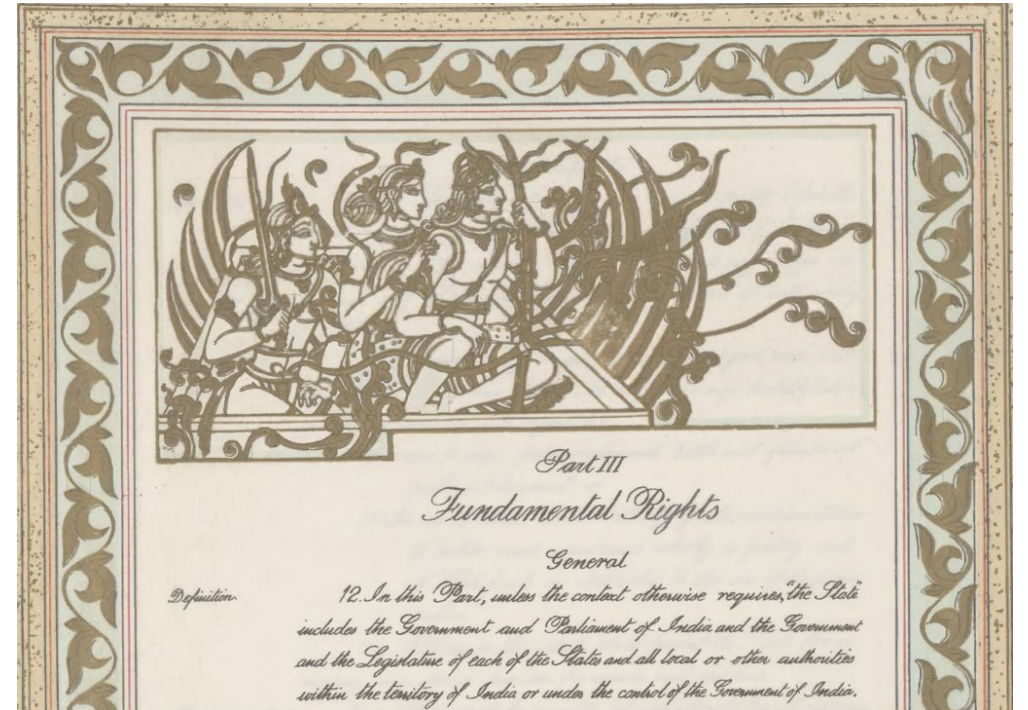 Part III
Fundamental Rights
General
Definition.
12. In this Part, unless the context otherwise requires, "the State"
includes the Government and Parliament of India and the Government
and the Legislature of each of the States and all local or other authorities
within the territory of India or under the control of the Government of India.